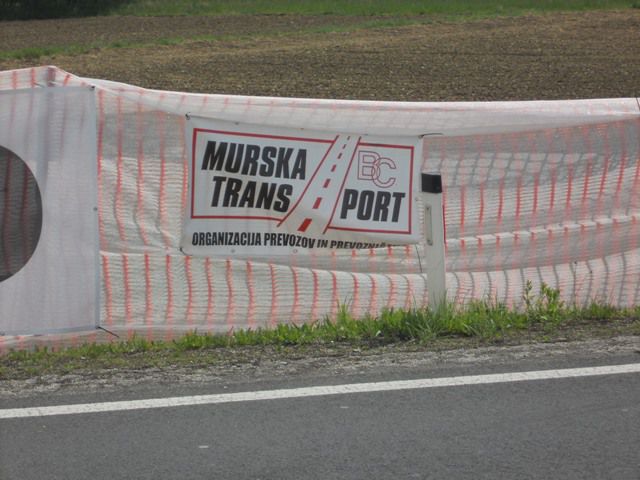 MURSKA
TRANS PORT
BC
ORGANIZACIJA PREVOZOV IN